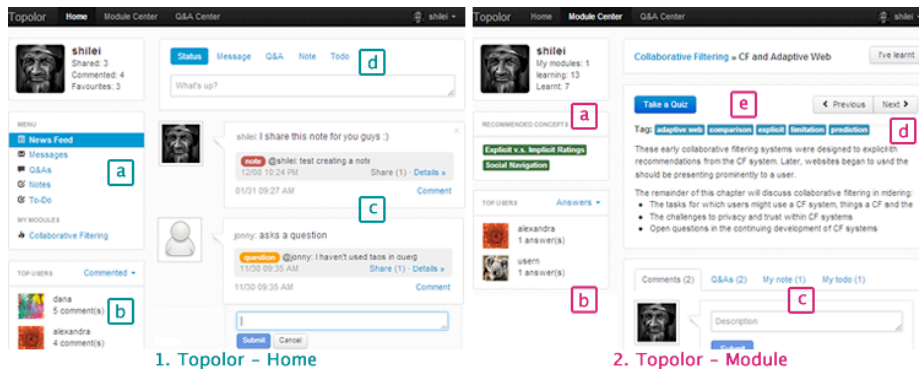 Topolor Home Module Center Q&A Center shilei
shilei
Shared: 3
Commented: 4
Favourites: 3
MENU
News Feed
Messages
Q&As
a
Notes
To-Do
MY MODULES
Collaborative Filtering
TOP USERS Commented
dana
5 comment(s)
b
alexandra
4 comment(s)
Status Message Q&A Note Todo
d
What's up?
shilei: I share this note for you guys :)
note @shilei: test creating a note
12/08 10:24 PM Share (1) · Details »
01/31 09:27 AM Comment
c
jonny: asks a question
question @jonny: I haven't used taos in
11/30 09:35 AM Share (1) · Details »
11/30 09:35 AM Comment
Submit Cancel
1. Topolor - Home
Topolor Home Module Center Q&A Center shilei
shilei
My modules: 1
learning: 13
Learnt: 7
a
RECOMMENDED CONCEPTS
Explicit v.s. Implicit Ratings
Social Navigation
TOP USERS Answers
alexandra
1 answer(s)
usern
1 answer(s)
b
Collaborative Filtering » CF and Adaptive Web I've learnt
Take a Quiz e Previous Next
d
Tag: adaptive web comparison explicit limitation prediction
These early collaborative filtering systems were designed to
recommendations from the CF system. Later, websites began to
should be presenting prominently to a user.
The remainder of this chapter will discuss collaborative filtering in
The tasks for which users might use a CF system, things a CF and the
The challenges to privacy and trust within CF systems
Open questions in the continuing development of CF systems
Comments (2) Q&As (2) My note (1) My todo (1)
c
Description
Submit
2. Topolor - Module